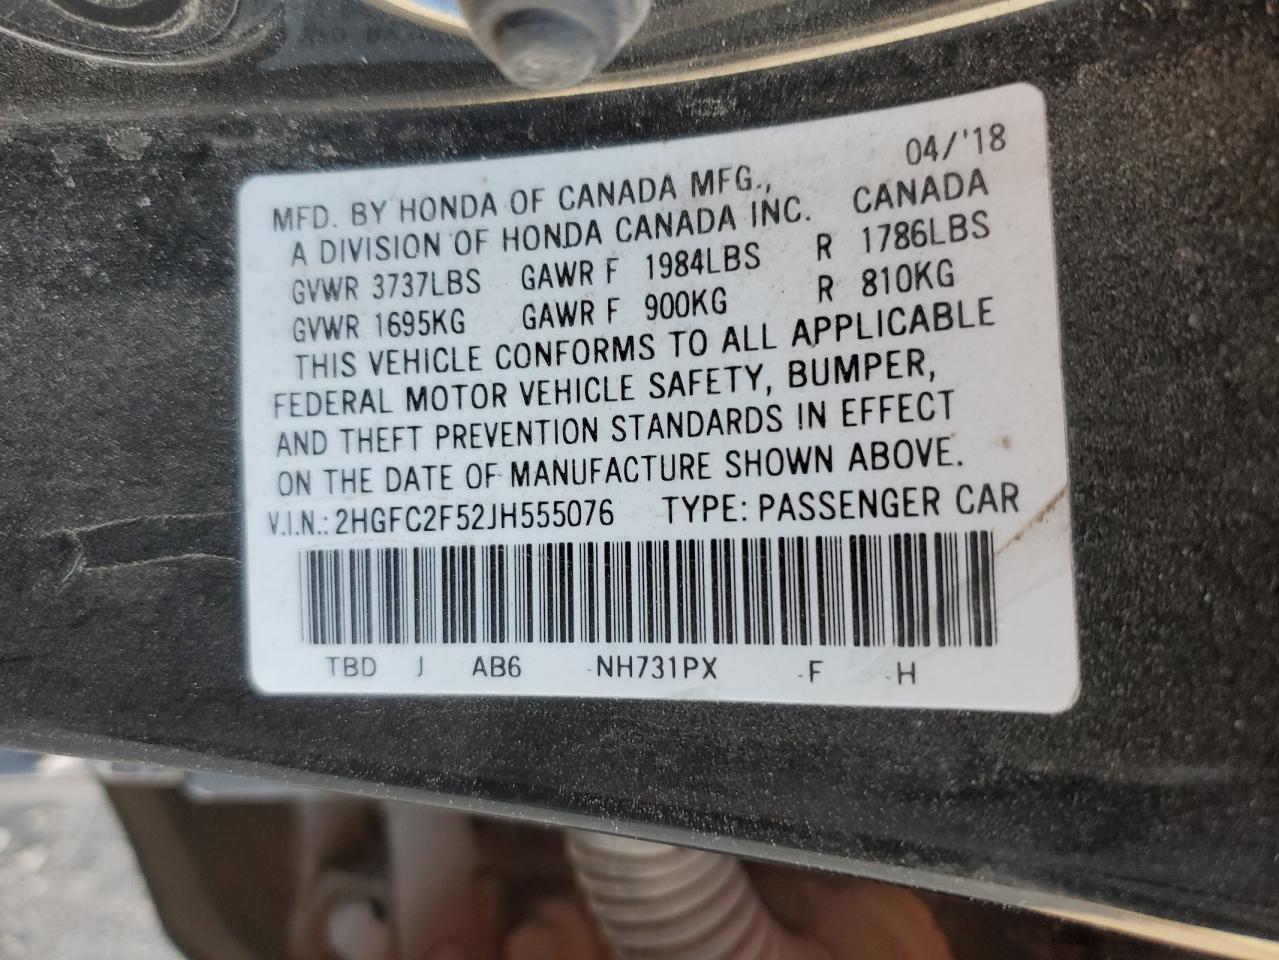 04/'18
MFD. BY HONDA OF CANADA MFG.,
A DIVISION OF HONDA CANADA INC. CANADA
GVWR 3737LBS GAWR F 1984LBS R 1786LBS
GVWR 1695KG GAWR F 900KG R 810KG
THIS VEHICLE CONFORMS TO ALL APPLICABLE
FEDERAL MOTOR VEHICLE SAFETY, BUMPER,
AND THEFT PREVENTION STANDARDS IN EFFECT
ON THE DATE OF MANUFACTURE SHOWN ABOVE.
V.I.N.: 2HGFC2F52JH555076 TYPE: PASSENGER CAR
TBD J AB6 -NH731PX -F -H